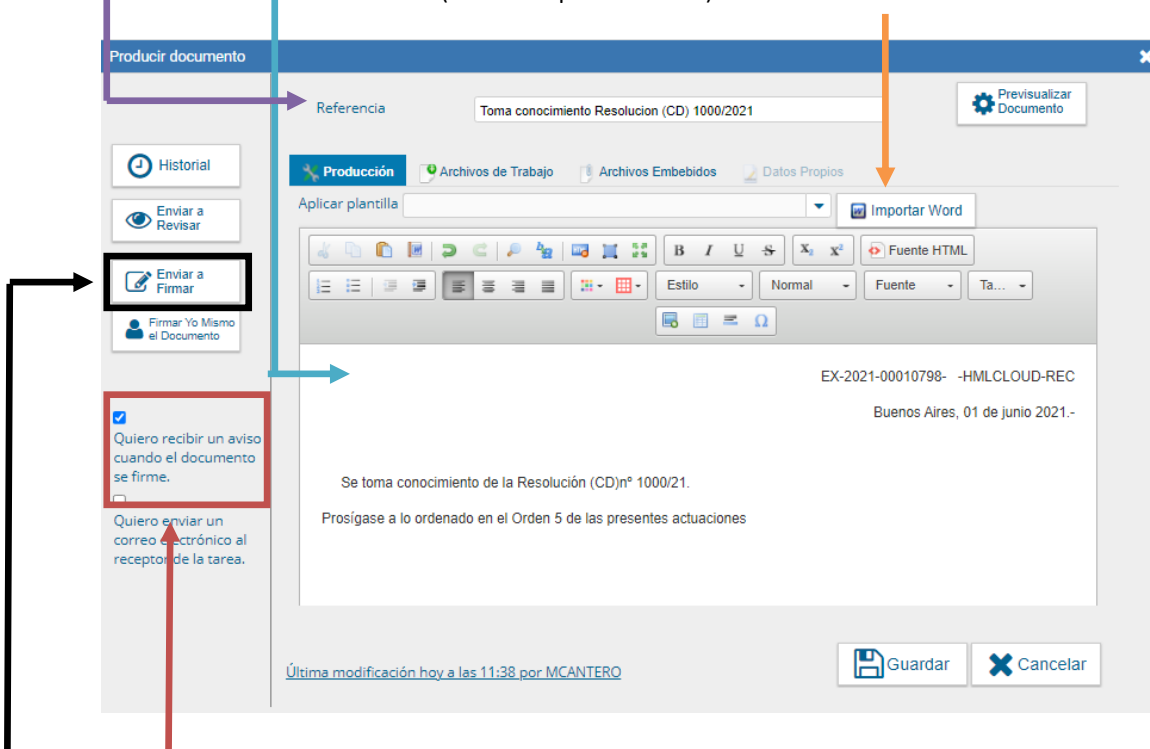 Producir documento
Referencia
Toma conocimiento Resolucion (CD) 1000/2021
Previsualizar
Documento
Historial
Enviar a
Revisar
Enviar a
Firmar
Firmar Yo Mismo
el Documento
Quiero recibir un aviso
cuando el documento
se firme.
Quiero enviar un
correo electrónico al
receptor de la tarea.
Producción
Archivos de Trabajo
Archivos Embebidos
Datos Propios
Aplicar plantilla
Importar Word
B I U S X₂ X² Fuente HTML
Estilo
Normal
Fuente
Ta...
Ω
EX-2021-00010798- -HMLCLOUD-REC
Buenos Aires, 01 de junio 2021.-
Se toma conocimiento de la Resolución (CD)nº 1000/21.
Prosígase a lo ordenado en el Orden 5 de las presentes actuaciones
Última modificación hoy a las 11:38 por MCANTERO
Guardar
Cancelar